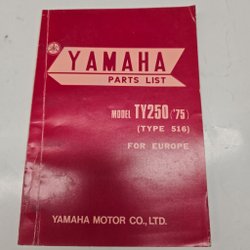 YAMAHA
PARTS LIST
MODEL TY250 ('75)
(TYPE 516)
FOR EUROPE
YAMAHA MOTOR CO., LTD.